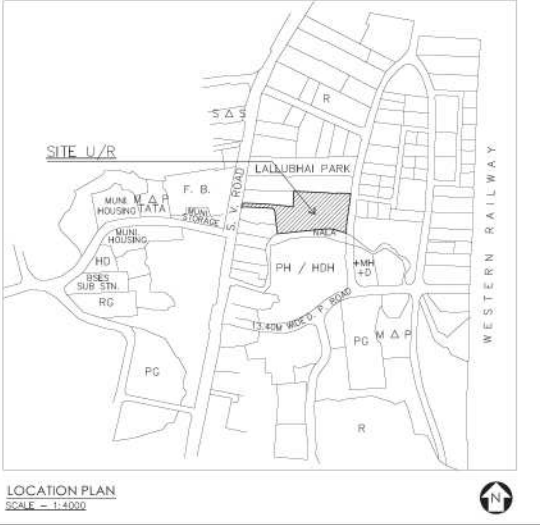 R
S Δ S
SITE U/R
LALLUBHAI PARK
F. B.
MUNI.
HOUSING
M Δ P
TATA
MUNI.
STORAGE
S. V. ROAD
MUNI.
HOUSING
NALA
WESTERN RAILWAY
HD
PH / HDH
+MH
+D
BSES
SUB STN.
RG
13.40M WIDE D. P. ROAD
PG
M Δ P
PG
R
LOCATION PLAN
SCALE - 1:4000
N